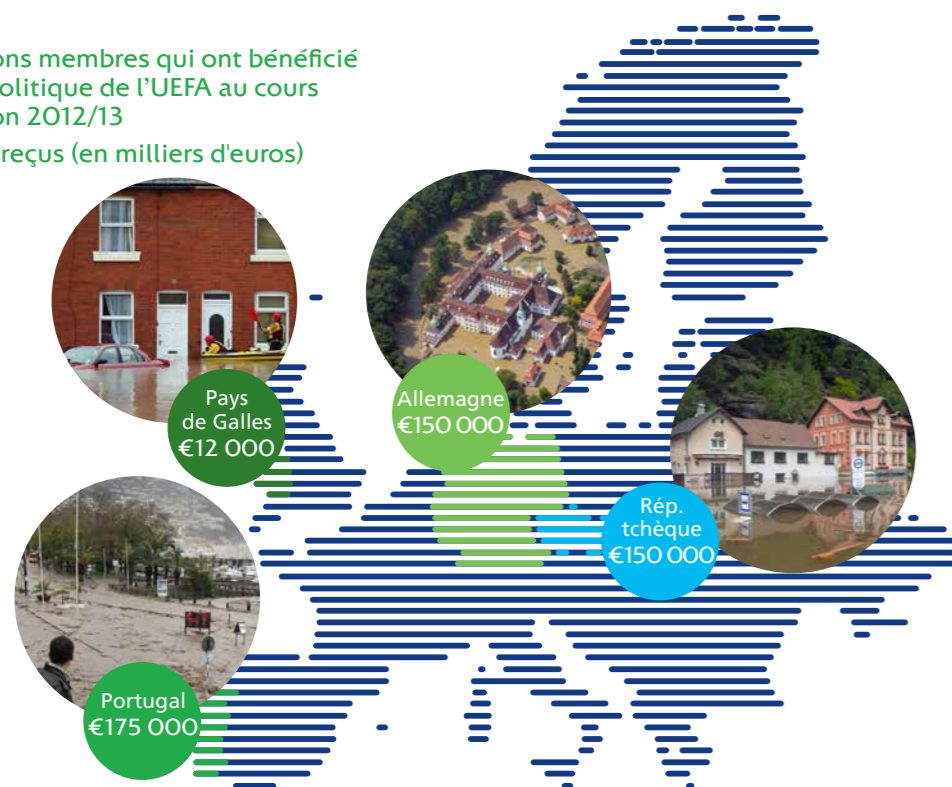 ons membres qui ont bénéficié
olitique de l'UEFA au cours
on 2012/13
reçus (en milliers d'euros)
Pays
de Galles
€12 000
Allemagne
€150 000
Rép.
tchèque
€150 000
Portugal
€175 000